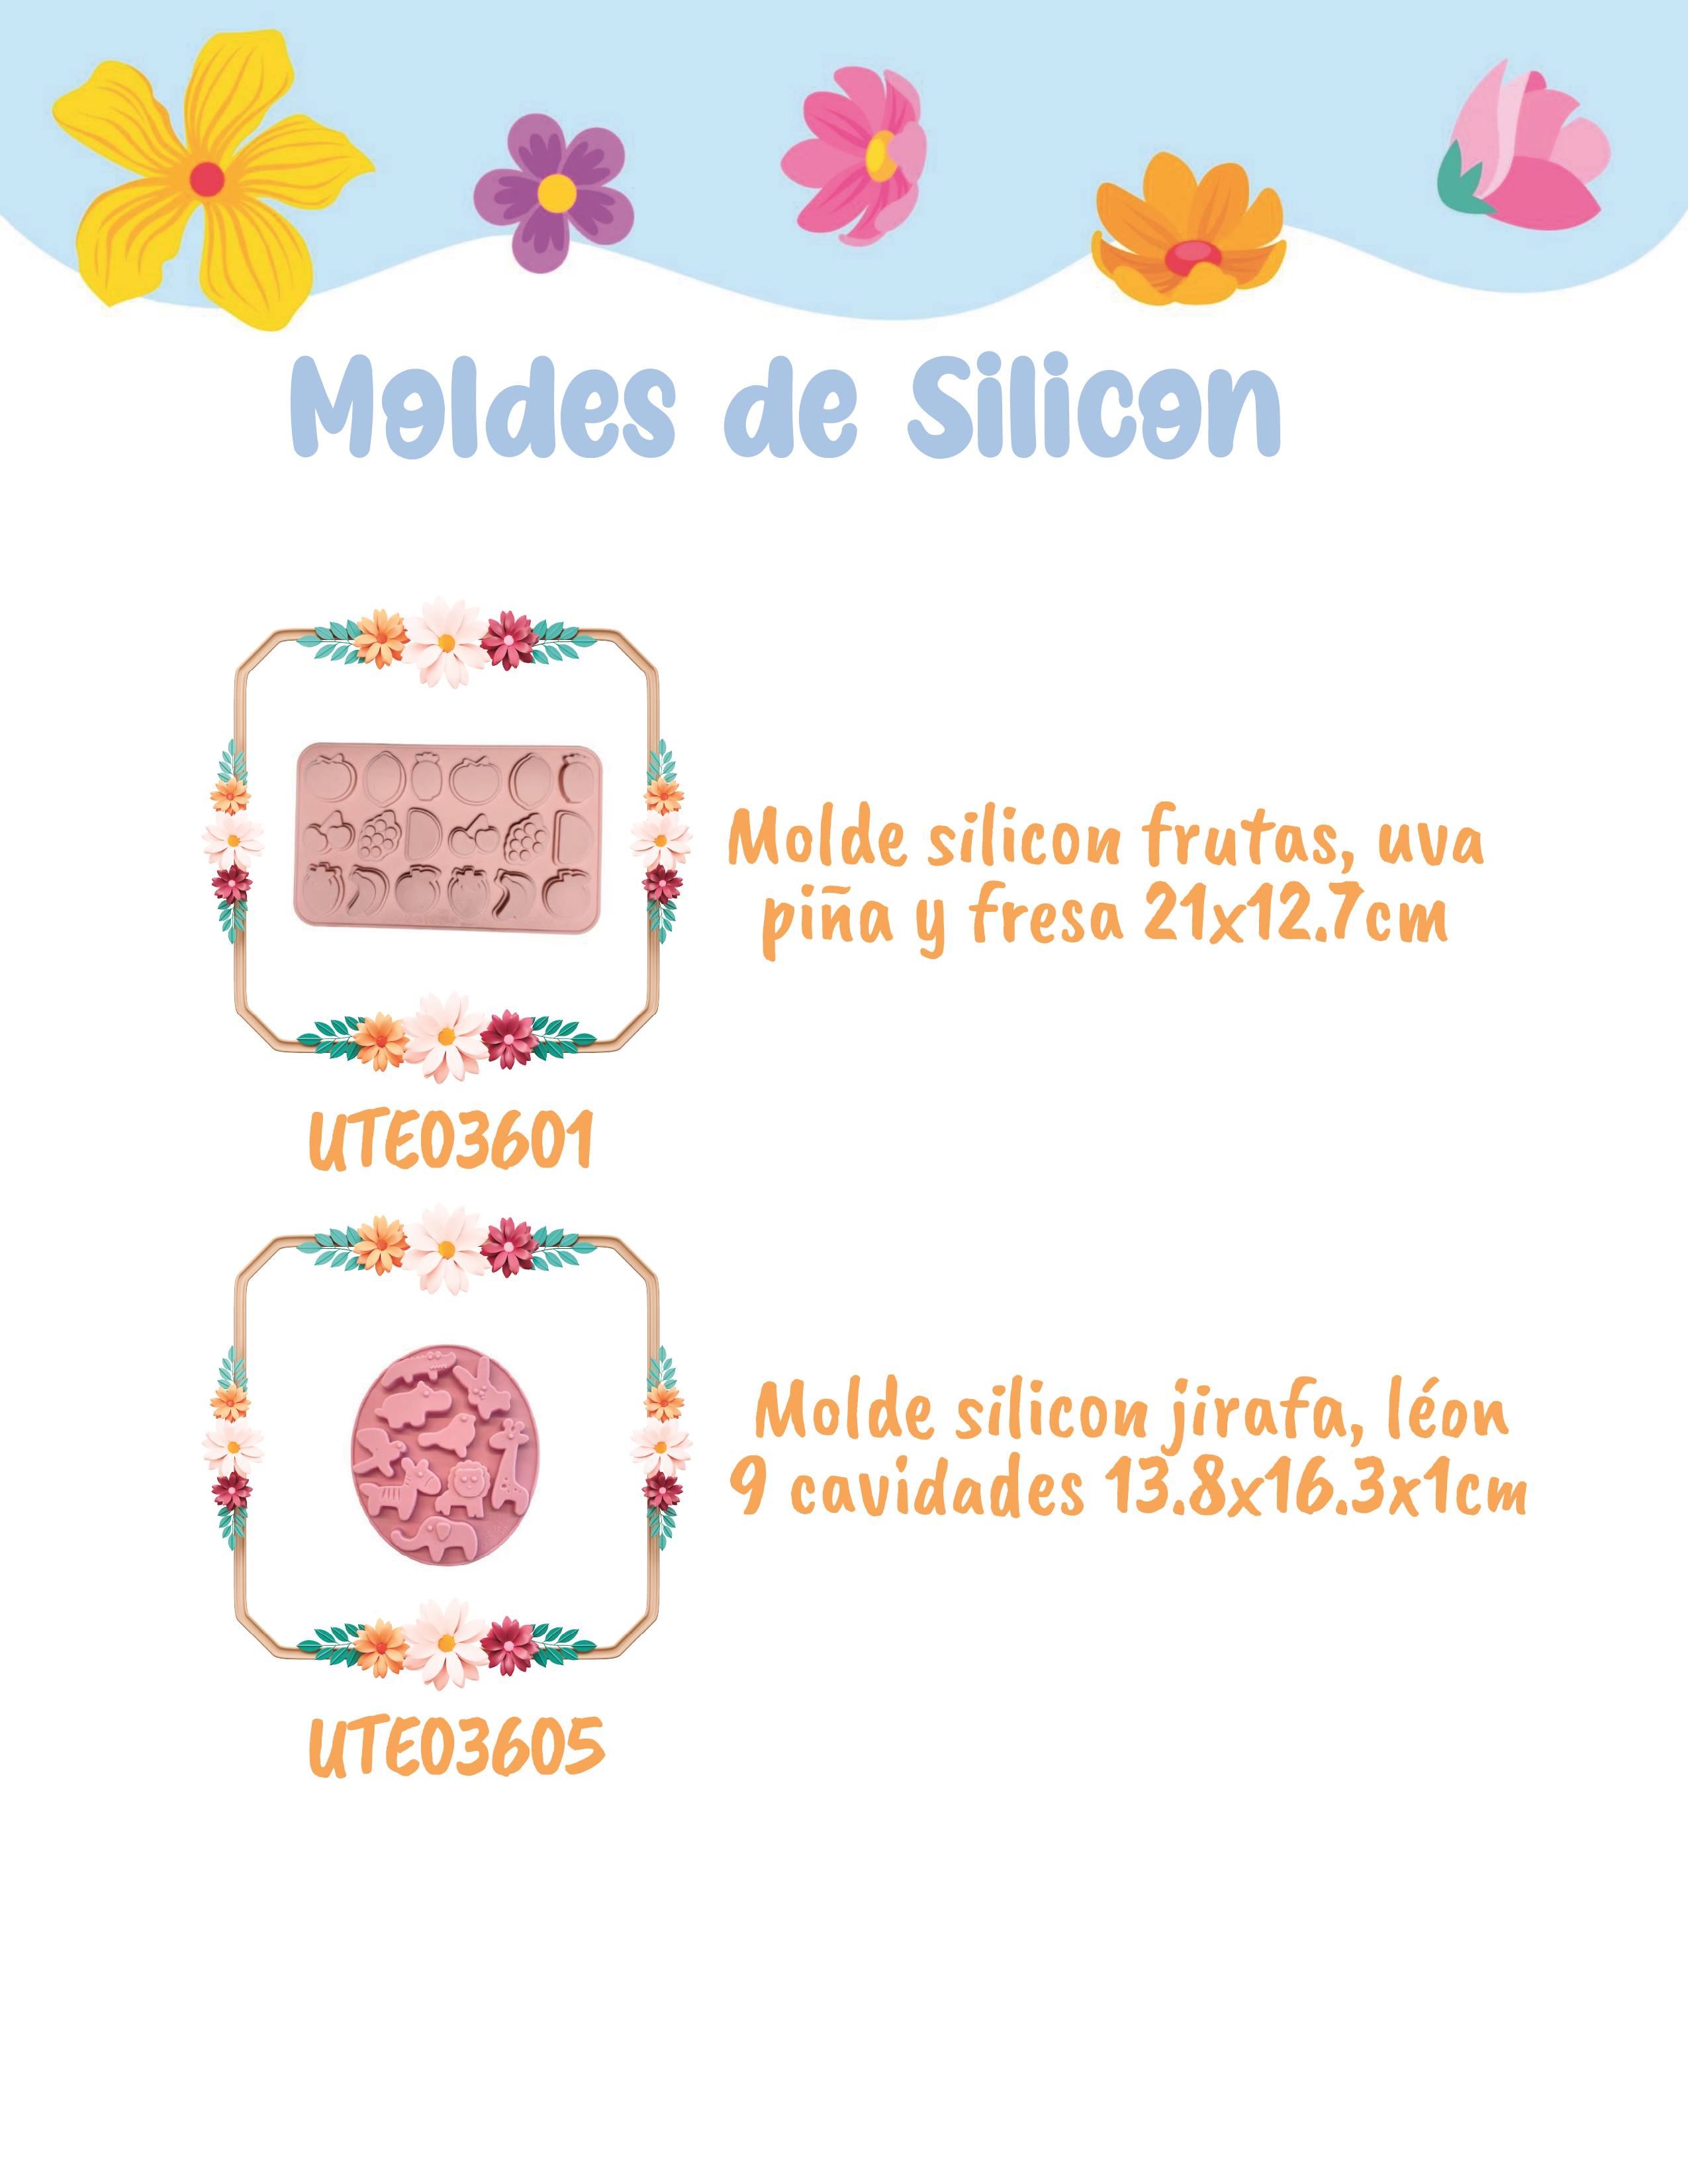 Moldes de Silicon
Molde silicon frutas, uva
piña y fresa 21x12.7cm
UTE03601
Molde silicon jirafa, léon
9 cavidades 13.8x16.3x1cm
UTE03605